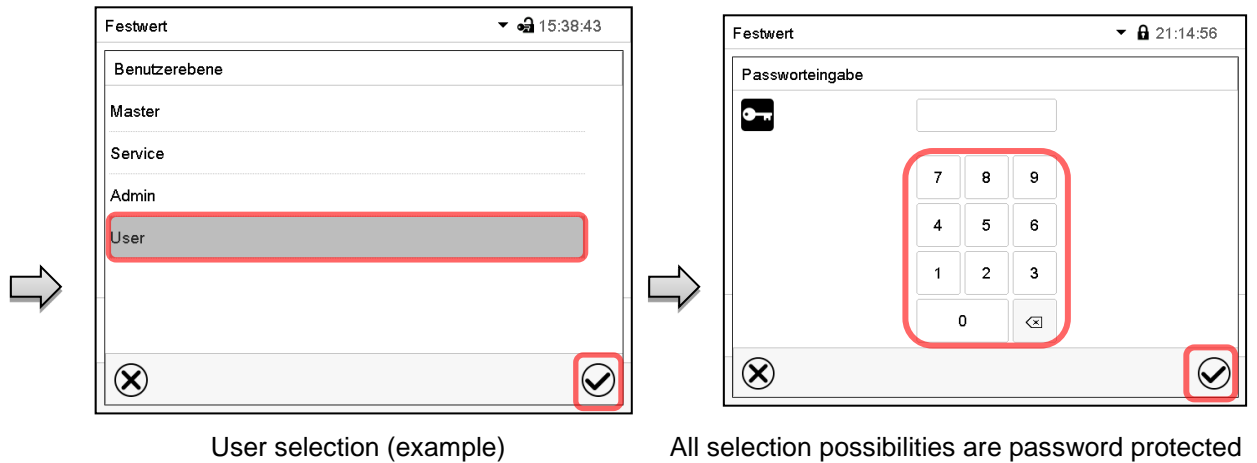 Festwert 15:38:43
Benutzerebene
Master
Service
Admin
User
User selection (example)
Festwert 21:14:56
Passworteingabe
7 8 9
4 5 6
1 2 3
0
All selection possibilities are password protected